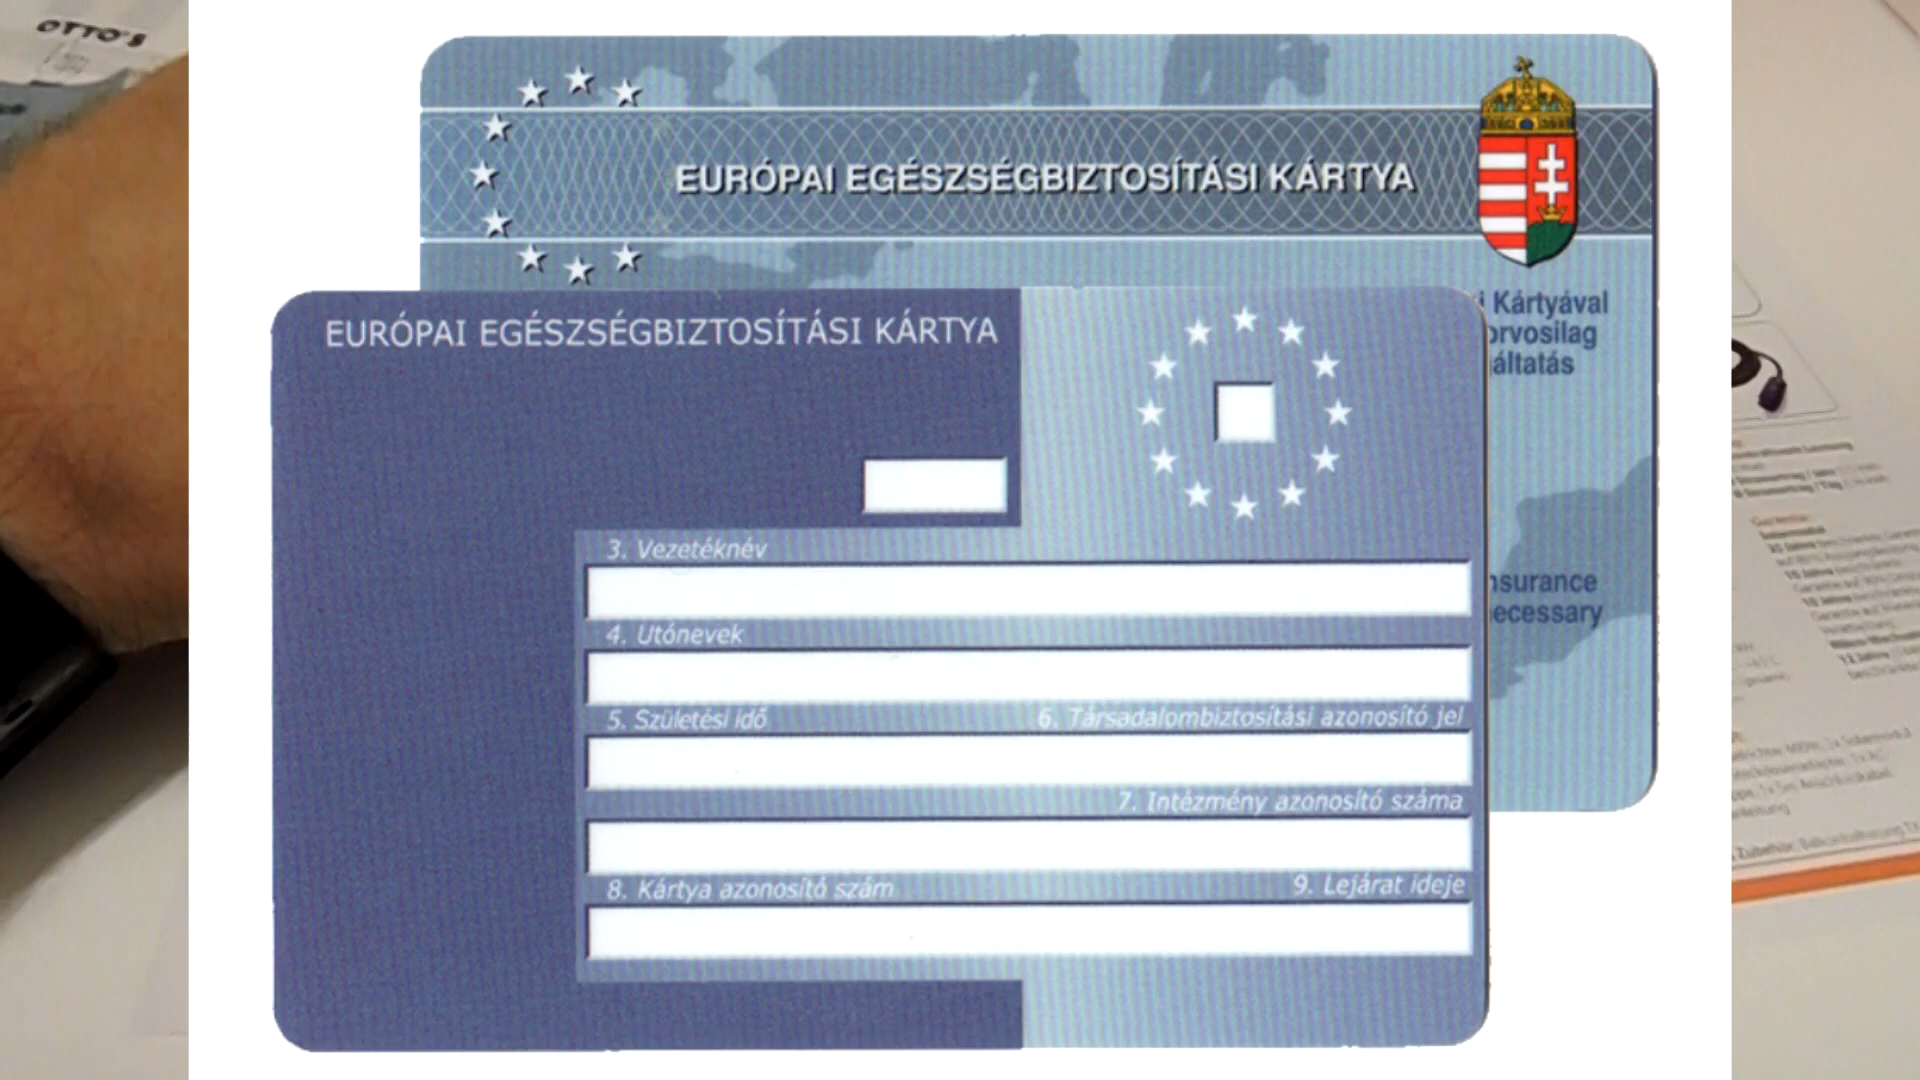 OTTO'S
EURÓPAI EGÉSZSÉGBIZTOSÍTÁSI KÁRTYA
i Kártyával
orvosilag
áltatás
nsurance
ecessary
EURÓPAI EGÉSZSÉGBIZTOSÍTÁSI KÁRTYA
3. Vezetéknév
4. Utónevek
5. Születési idő
6. Társadalombiztosítási azonosító jel
7. Intézmény azonosító száma
8. Kártya azonosító szám
9. Lejárat ideje